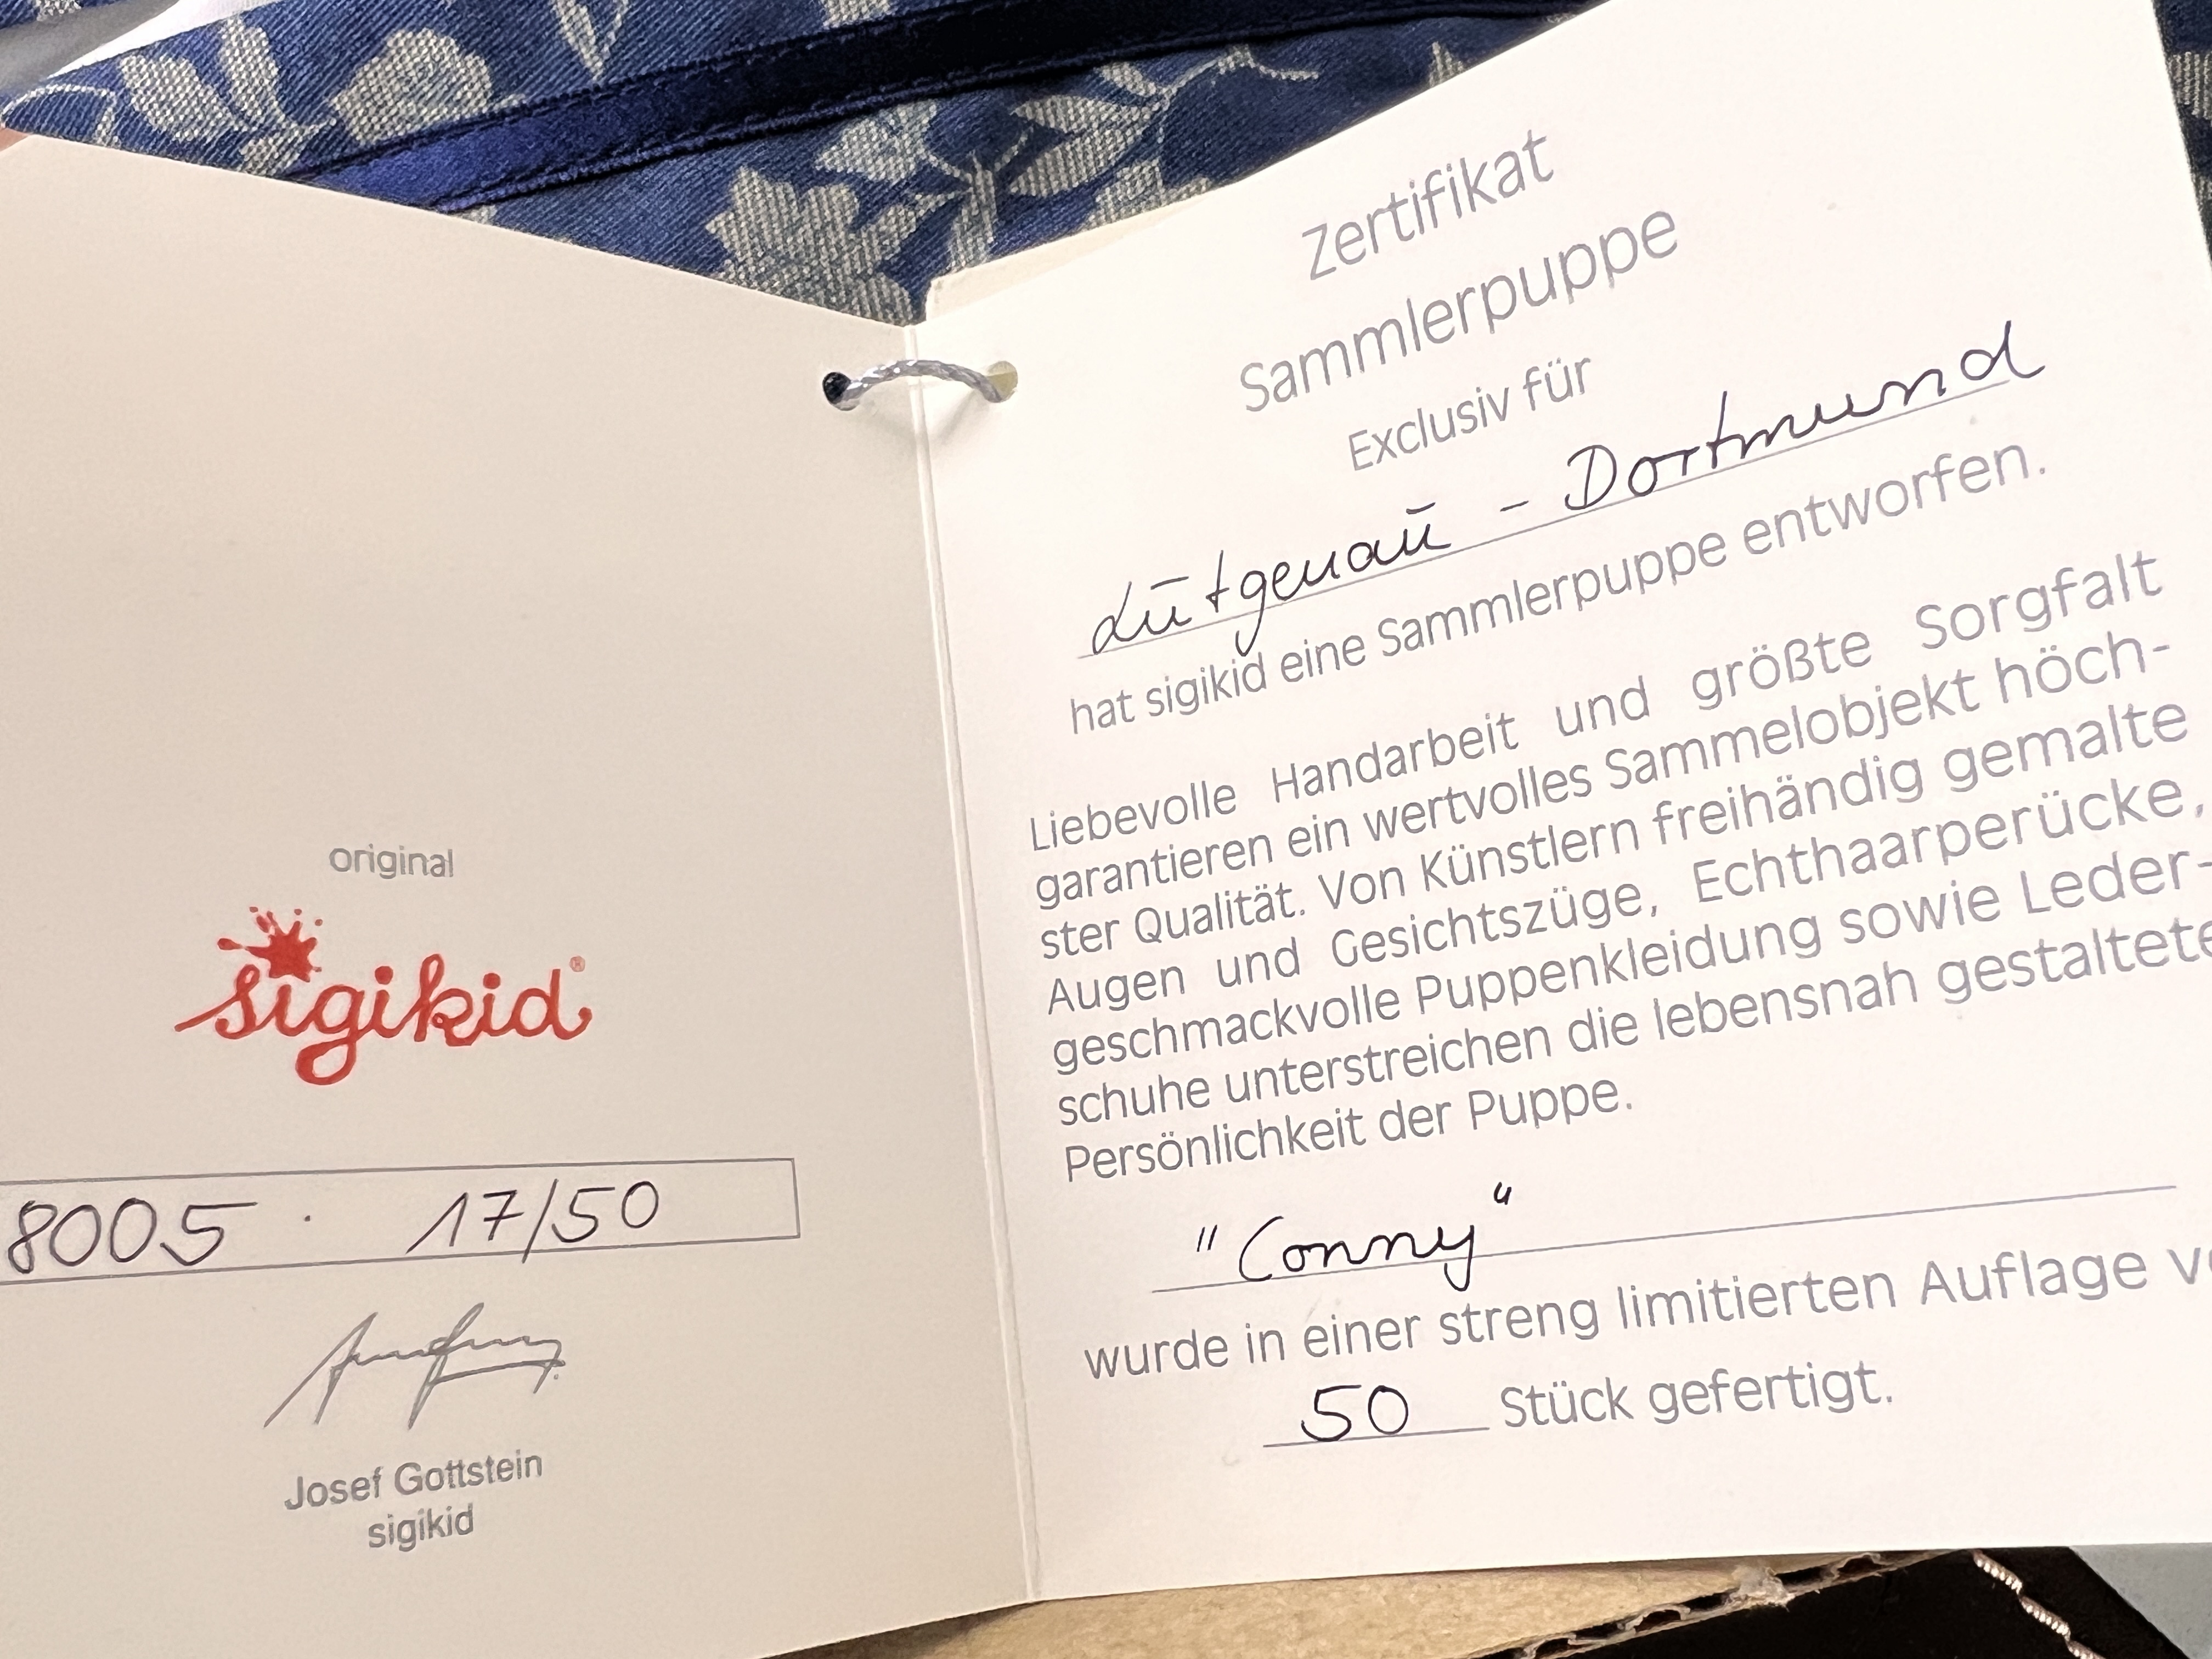 original
sigikid®
8005 · 17/50
Josef Gottstein
sigikid
Zertifikat
Sammlerpuppe
Exclusiv für
Lütgenau - Dortmund
hat sigikid eine Sammlerpuppe entworfen.
Liebevolle Handarbeit und größte Sorgfalt
garantieren ein wertvolles Sammelobjekt höch-
ster Qualität. Von Künstlern freihändig gemalte
Augen und Gesichtszüge, Echthaarperücke,
geschmackvolle Puppenkleidung sowie Leder-
schuhe unterstreichen die lebensnah gestaltete
Persönlichkeit der Puppe.
"Conny"
wurde in einer streng limitierten Auflage
50 Stück gefertigt.